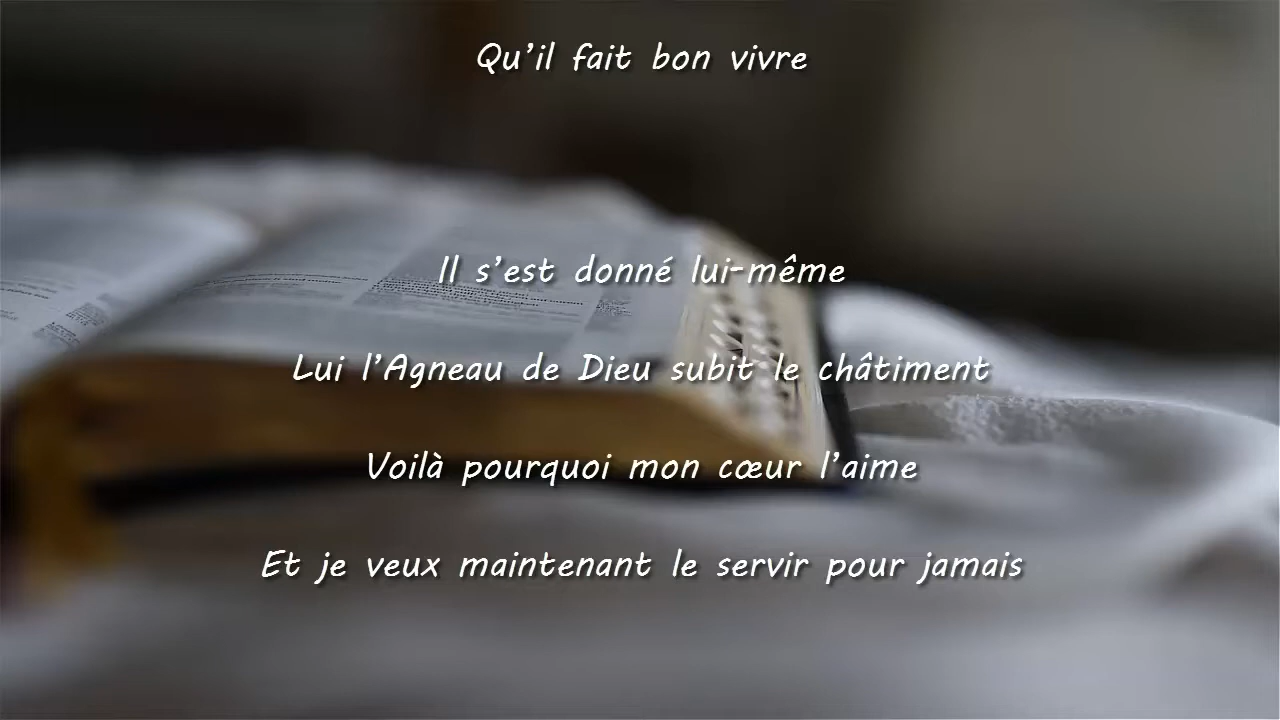 Qu’il fait bon vivre
Il s’est donné lui-même
Lui l’Agneau de Dieu subit le châtiment
Voilà pourquoi mon cœur l’aime
Et je veux maintenant le servir pour jamais